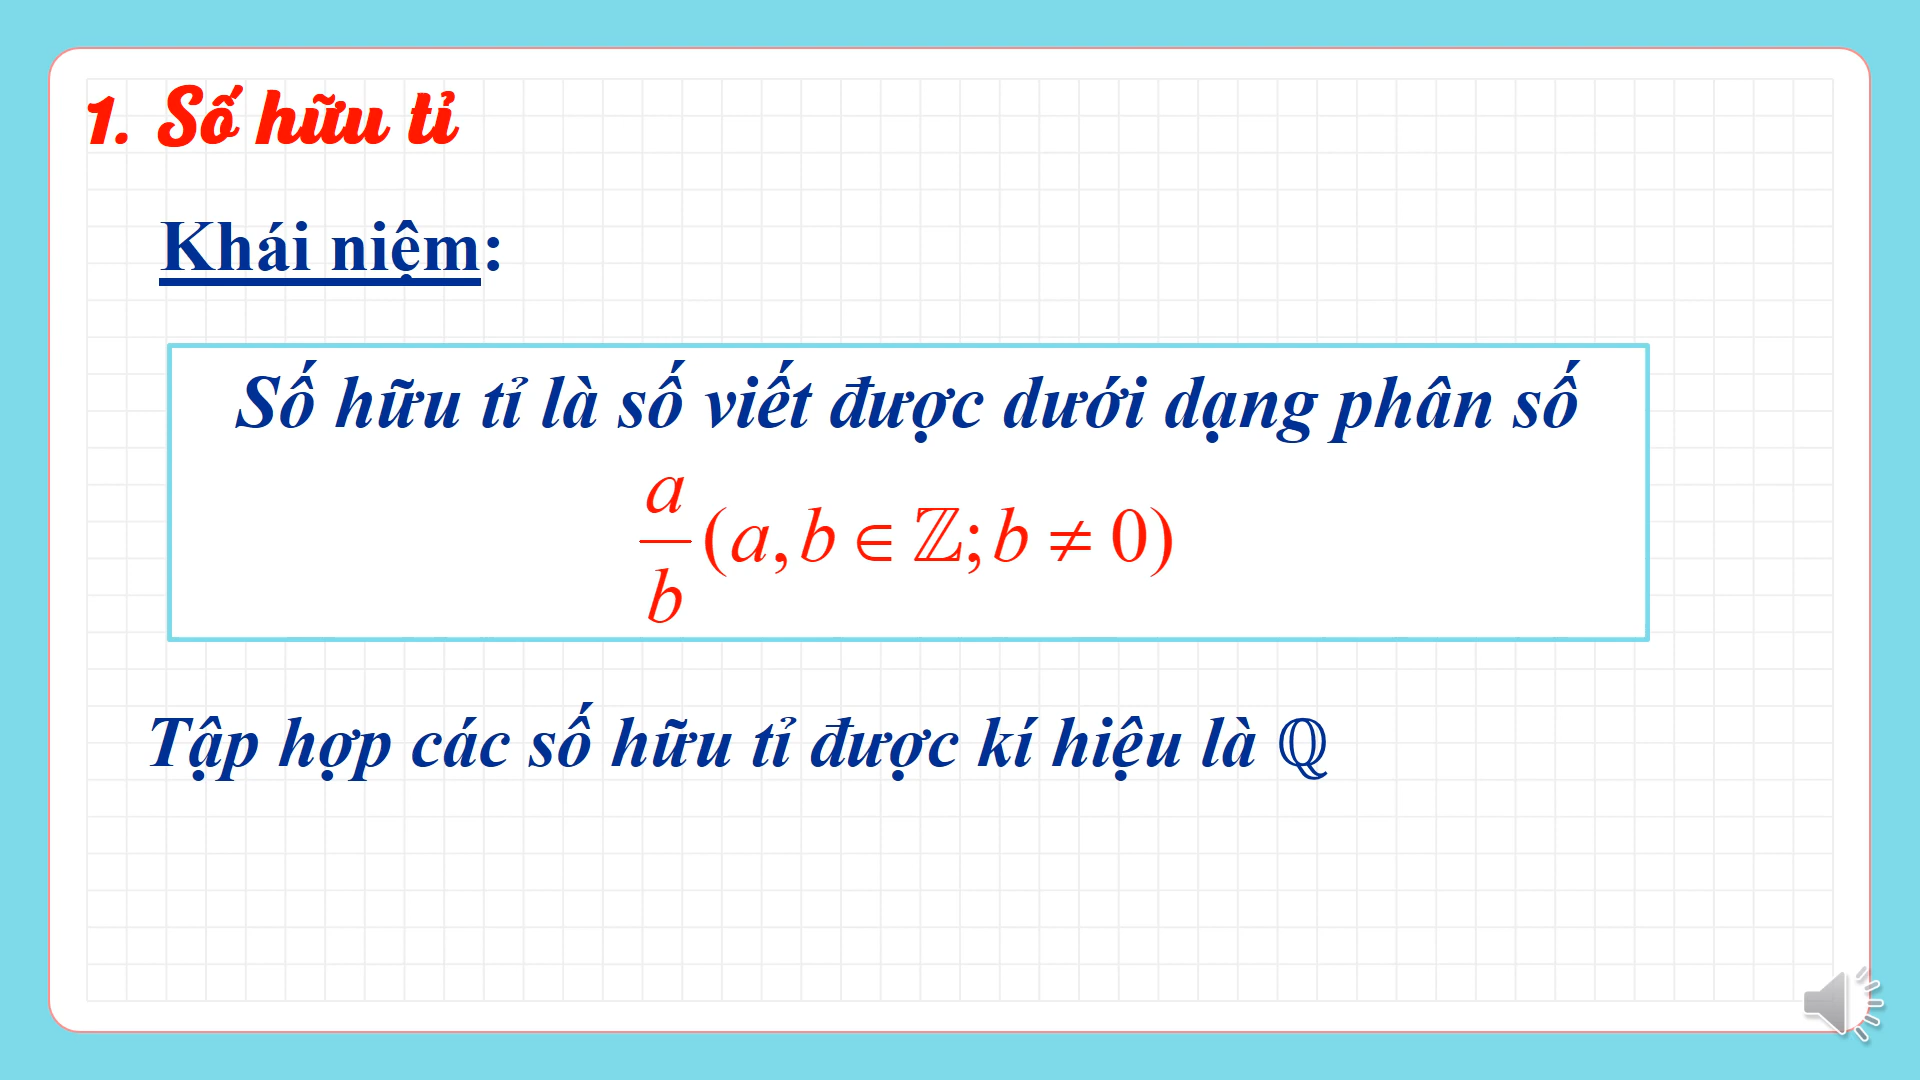 1. Số hữu tỉ
Khái niệm:
Số hữu tỉ là số viết được dưới dạng phân số
a/b (a, b ∈ ℤ; b ≠ 0)
Tập hợp các số hữu tỉ được kí hiệu là ℚ